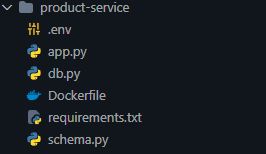 product-service
.env
app.py
db.py
Dockerfile
requirements.txt
schema.py